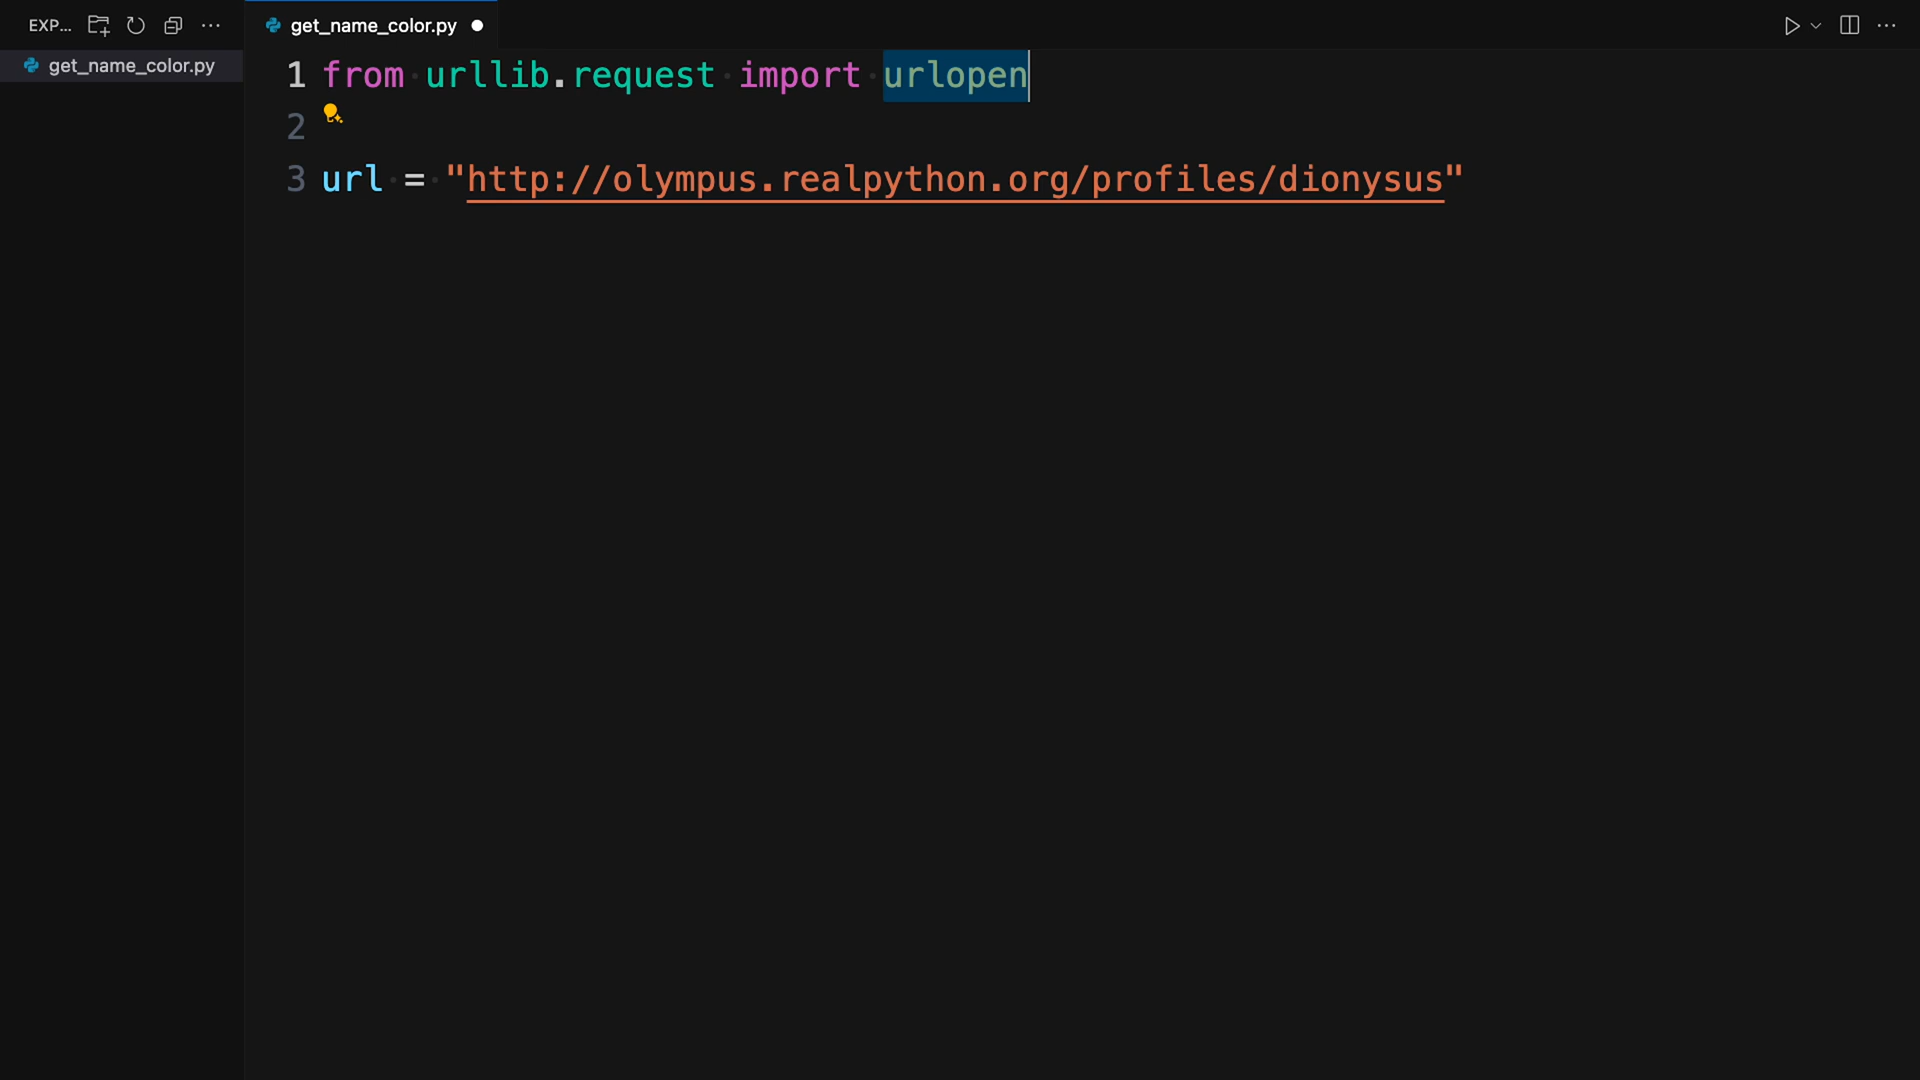 EXP...
get_name_color.py
get_name_color.py
1 from urllib.request import urlopen
2
3 url = "http://olympus.realpython.org/profiles/dionysus"